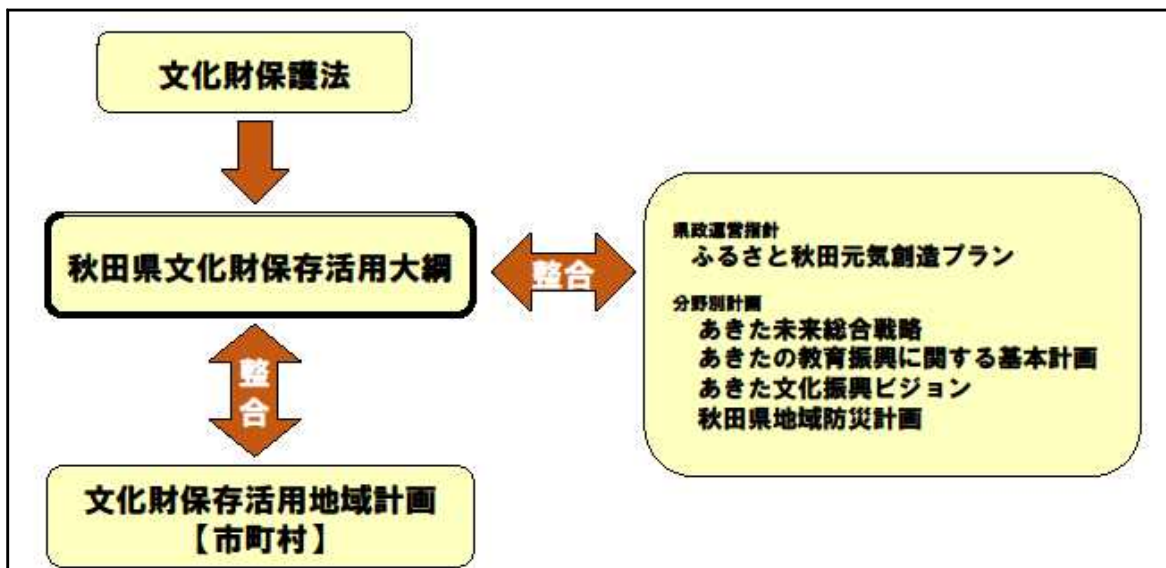 文化財保護法
秋田県文化財保存活用大綱
整合
県政運営指針
ふるさと秋田元気創造プラン
分野別計画
あきた未来総合戦略
あきたの教育振興に関する基本計画
あきた文化振興ビジョン
秋田県地域防災計画
整
合
文化財保存活用地域計画
【市町村】